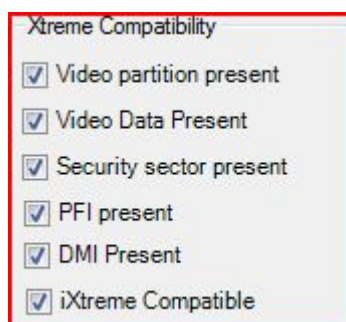 Xtreme Compatibility
Video partition present
Video Data Present
Security sector present
PFI present
DMI Present
iXtreme Compatible